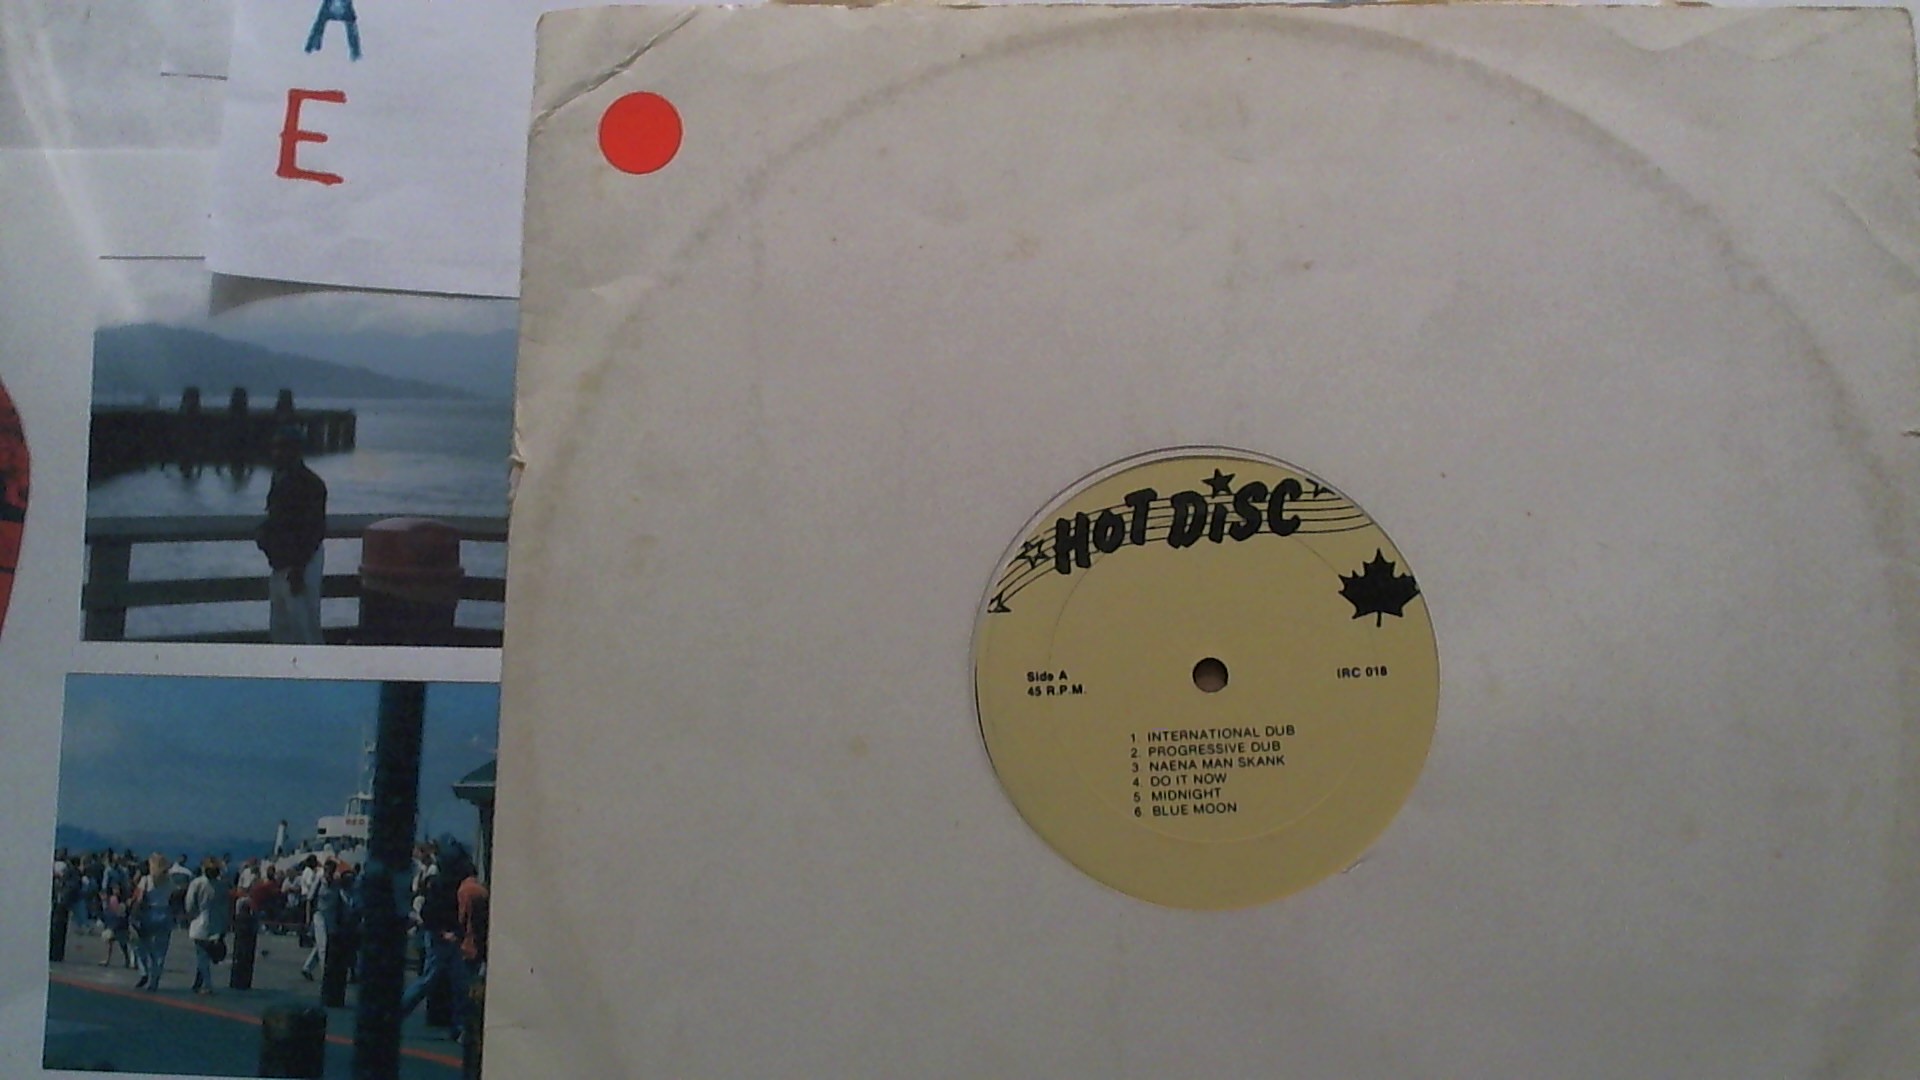 A
E
HOT DiSC
Side A
45 R.P.M.
IRC 018
1. INTERNATIONAL DUB
2. PROGRESSIVE DUB
3. NAENA MAN SKANK
4. DO IT NOW
5. MIDNIGHT
6. BLUE MOON